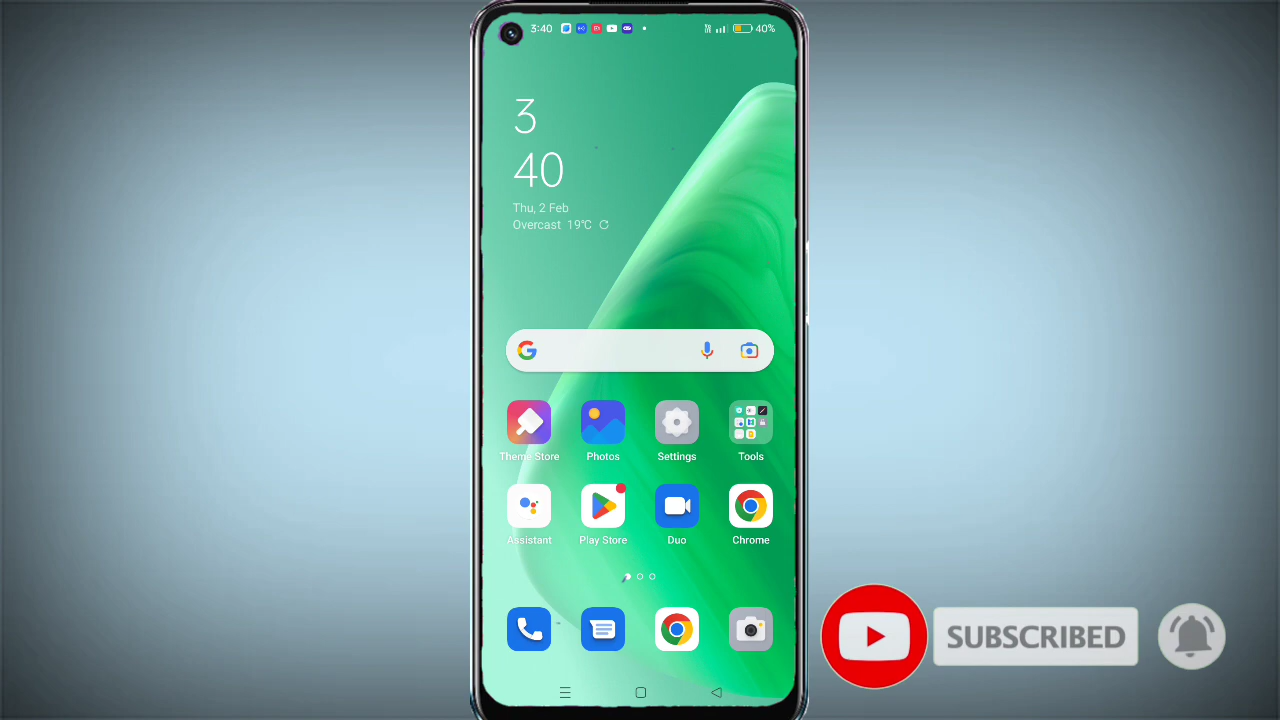 3:40
40%
3
40
Thu, 2 Feb
Overcast 19°C
Theme Store
Photos
Settings
Tools
Assistant
Play Store
Duo
Chrome
SUBSCRIBED